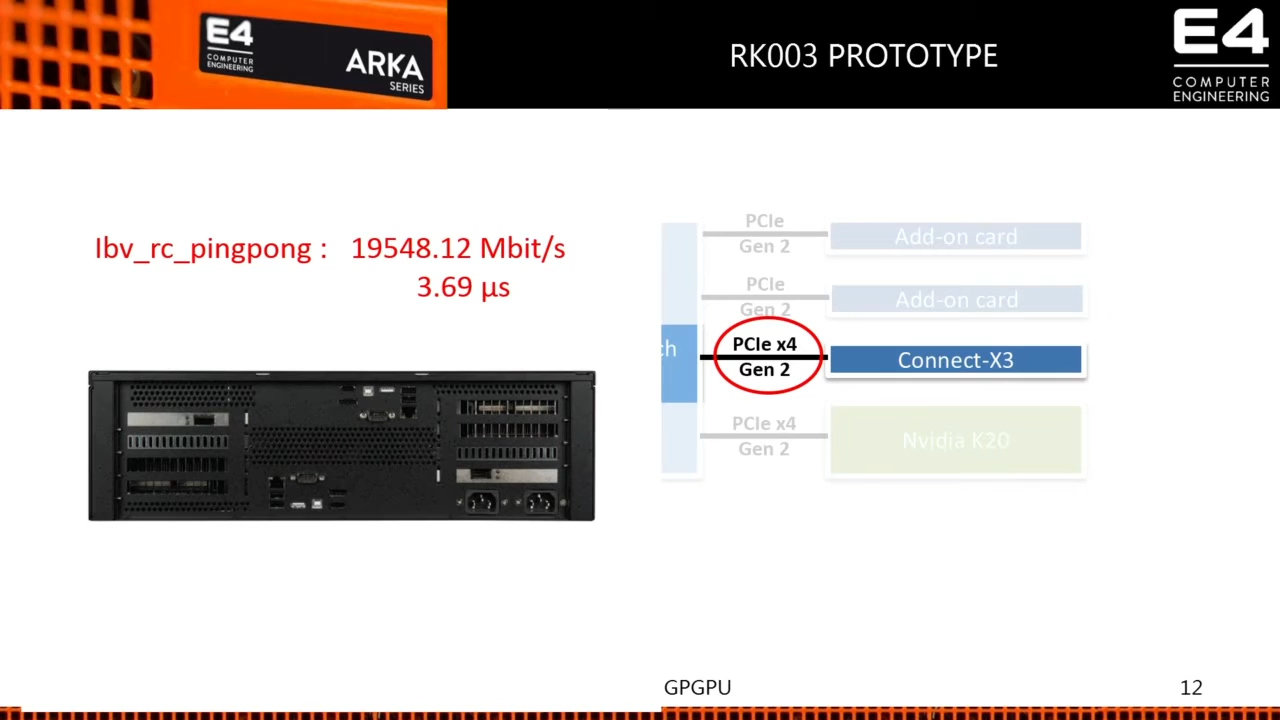 E4
COMPUTER
ENGINEERING
ARKA
SERIES
RK003 PROTOTYPE
E4
COMPUTER
ENGINEERING
Ibv_rc_pingpong : 19548.12 Mbit/s
3.69 µs
PCIe
Gen 2
Add-on card
PCIe
Gen 2
Add-on card
ch
PCIe x4
Gen 2
Connect-X3
PCIe x4
Gen 2
Nvidia K20
GPGPU
12